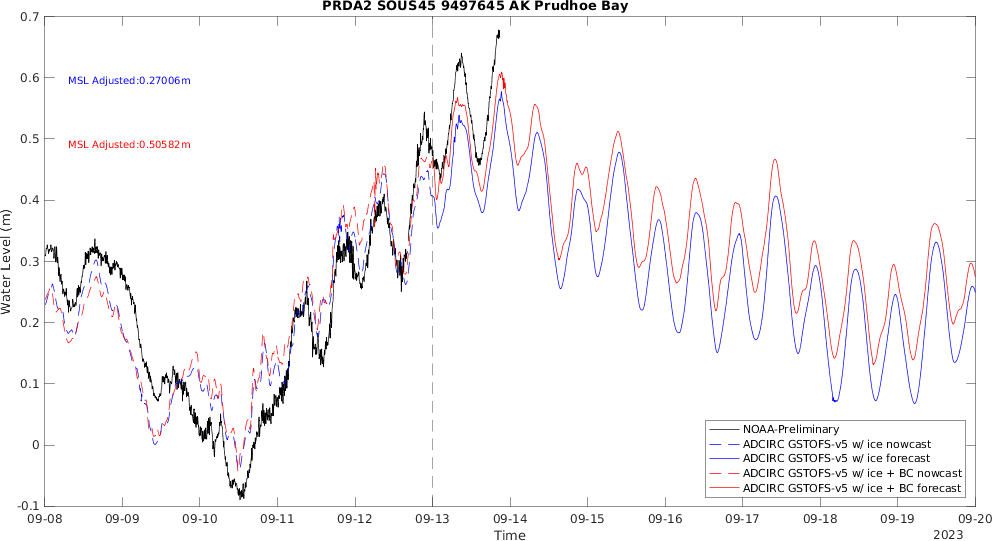 PRDA2 SOUS45 9497645 AK Prudhoe Bay
0.7
0.6
0.5
0.4
0.3
0.2
0.1
0
-0.1
Water Level (m)
MSL Adjusted:0.27006m
MSL Adjusted:0.50582m
NOAA-Preliminary
ADCIRC GSTOFS-v5 w/ ice nowcast
ADCIRC GSTOFS-v5 w/ ice forecast
ADCIRC GSTOFS-v5 w/ ice + BC nowcast
ADCIRC GSTOFS-v5 w/ ice + BC forecast
09-08 09-09 09-10 09-11 09-12 09-13 09-14 09-15 09-16 09-17 09-18 09-19 09-20
Time
2023